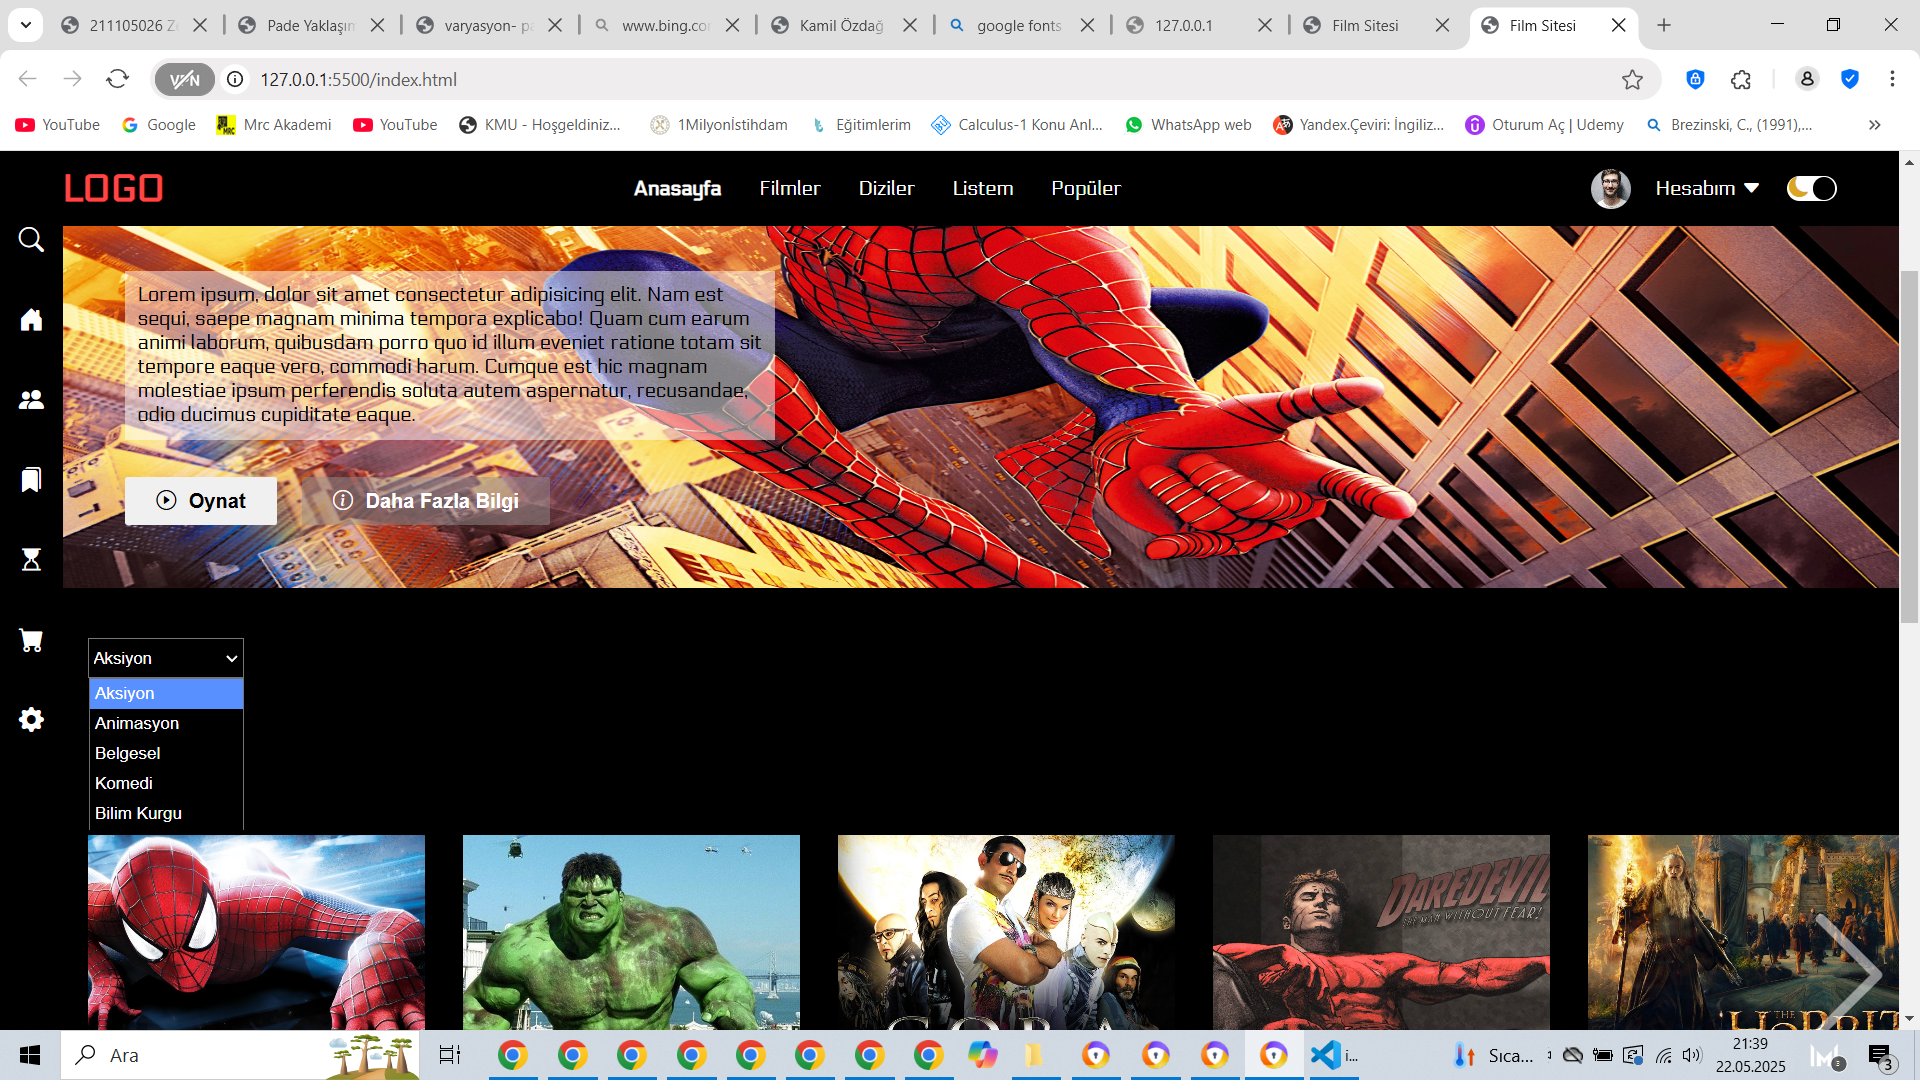 211105026 Ze
Pade Yaklaşım
varyasyon- pa
www.bing.com
Kamil Özdağ
google fonts
127.0.0.1
Film Sitesi
Film Sitesi
VPN
127.0.0.1:5500/index.html
YouTube
Google
Mrc Akademi
YouTube
KMU - Hoşgeldiniz...
1Milyonİstihdam
Eğitimlerim
Calculus-1 Konu Anl...
WhatsApp web
Yandex.Çeviri: İngiliz...
Oturum Aç | Udemy
Brezinski, C., (1991),...
LOGO
Anasayfa
Filmler
Diziler
Listem
Popüler
Hesabım
Lorem ipsum, dolor sit amet consectetur adipisicing elit. Nam est
sequi, saepe magnam minima tempora explicabo! Quam cum earum
animi laborum, quibusdam porro quo id illum eveniet ratione totam sit
tempore eaque vero, commodi harum. Cumque est hic magnam
molestiae ipsum perferendis soluta autem aspernatur, recusandae,
odio ducimus cupiditate eaque.
Oynat
Daha Fazla Bilgi
Aksiyon
Aksiyon
Animasyon
Belgesel
Komedi
Bilim Kurgu
DAREDEVIL
THE MAN WITHOUT FEAR!
THE
HOBBIT
Ara
i...
Sıca...
21:39
22.05.2025
3